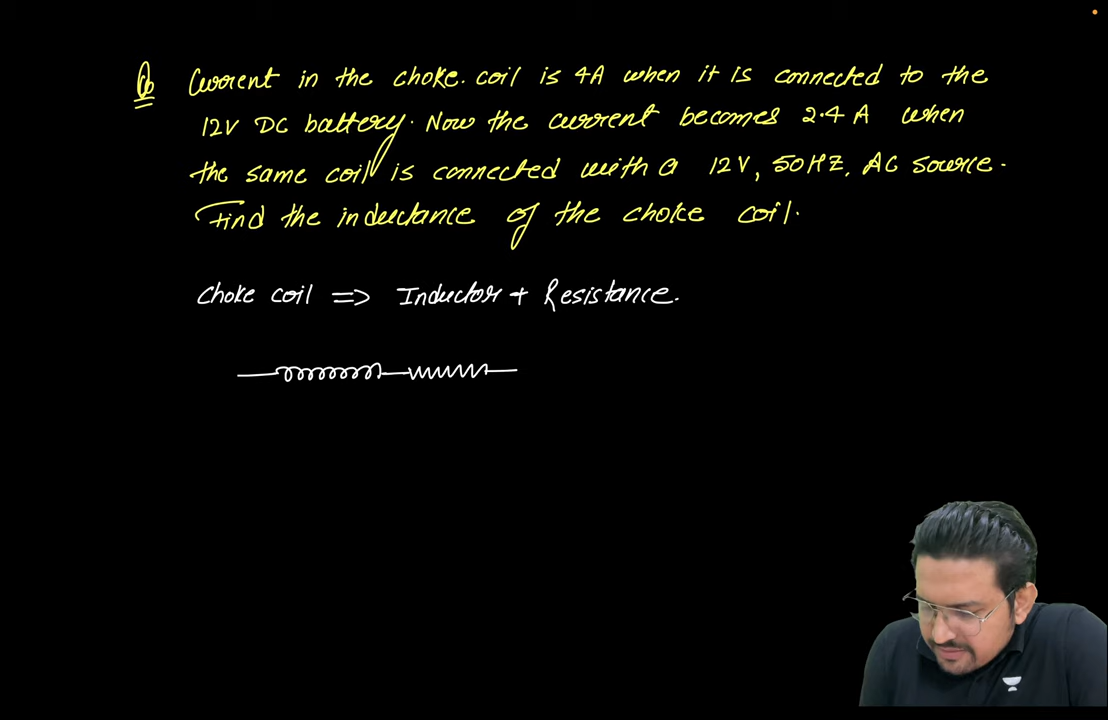 Q Current in the choke coil is 4A when it is connected to the
12V DC battery. Now the current becomes 2.4 A when
the same coil is connected with a 12V, 50HZ, AC source.
Find the inductance of the choke coil.
Choke coil => Inductor + Resistance.